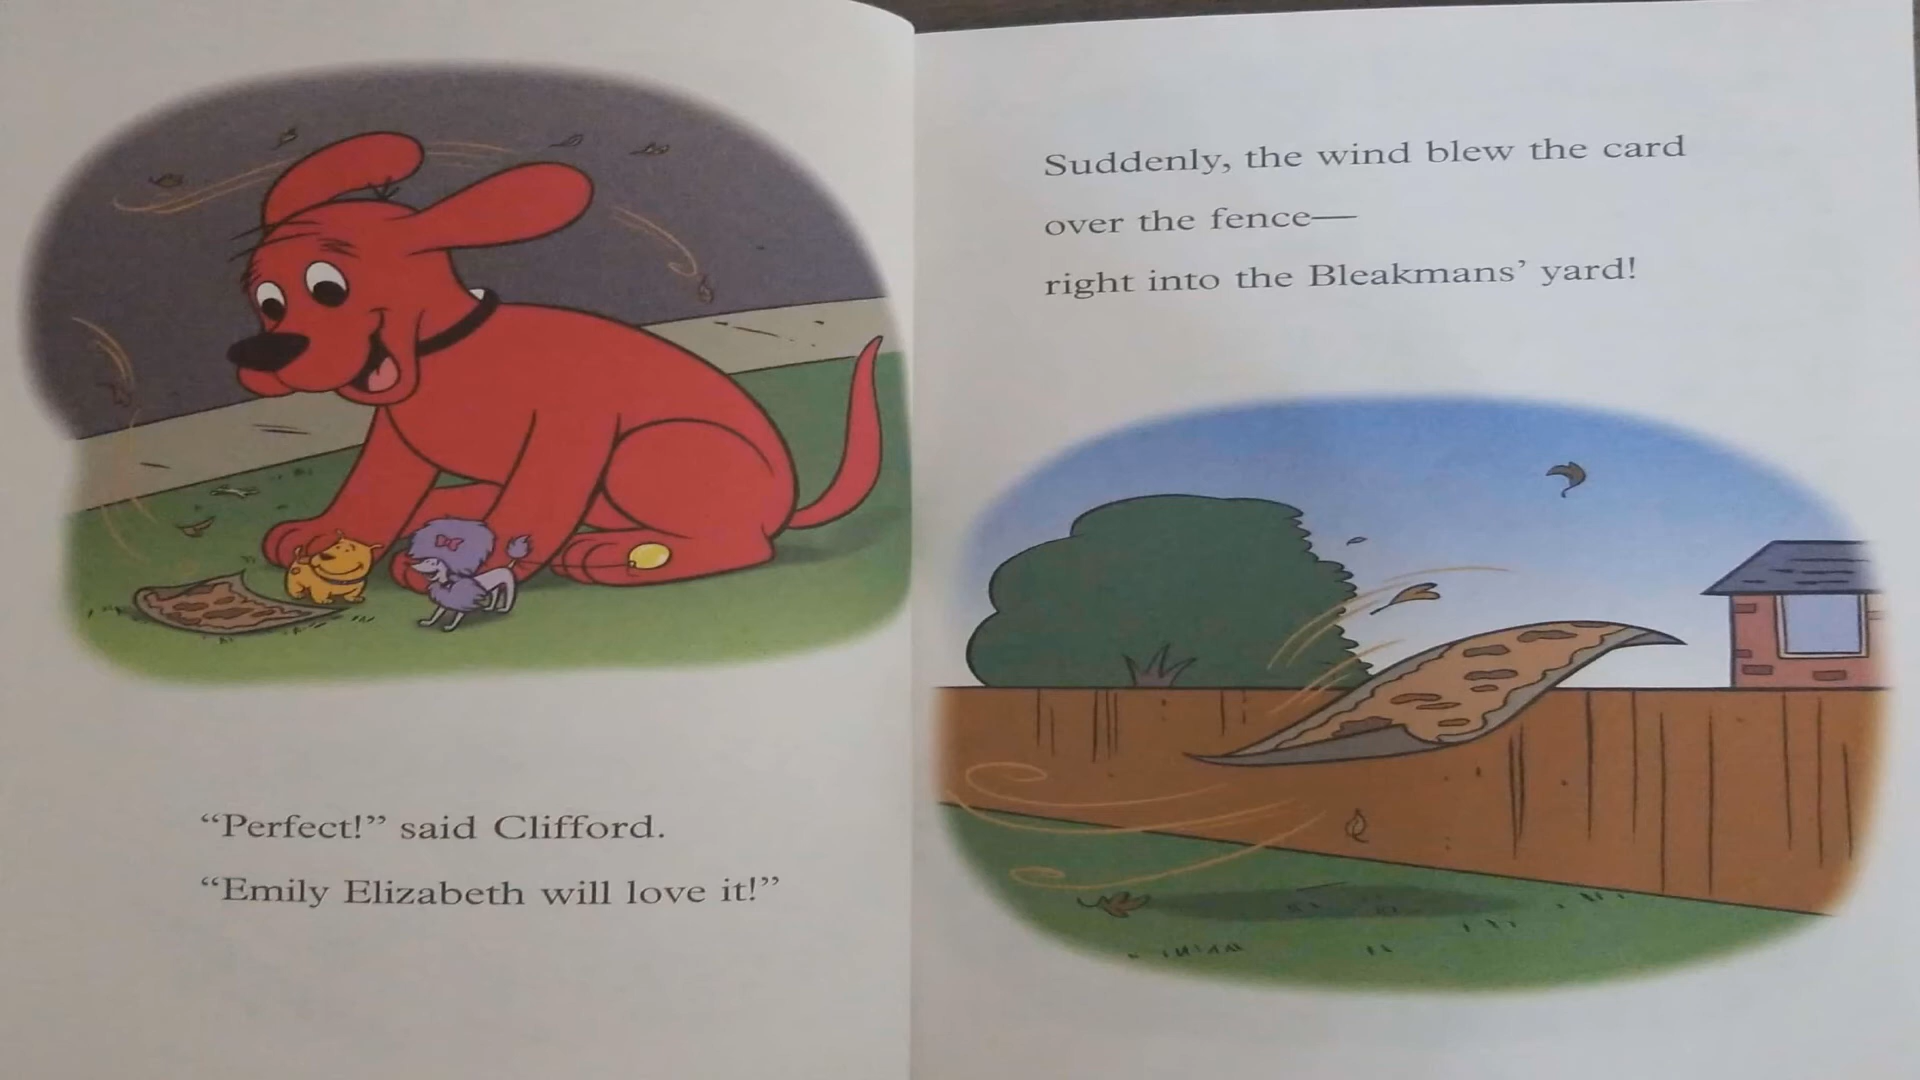 “Perfect!” said Clifford.
“Emily Elizabeth will love it!”
Suddenly, the wind blew the card
over the fence—
right into the Bleakmans’ yard!